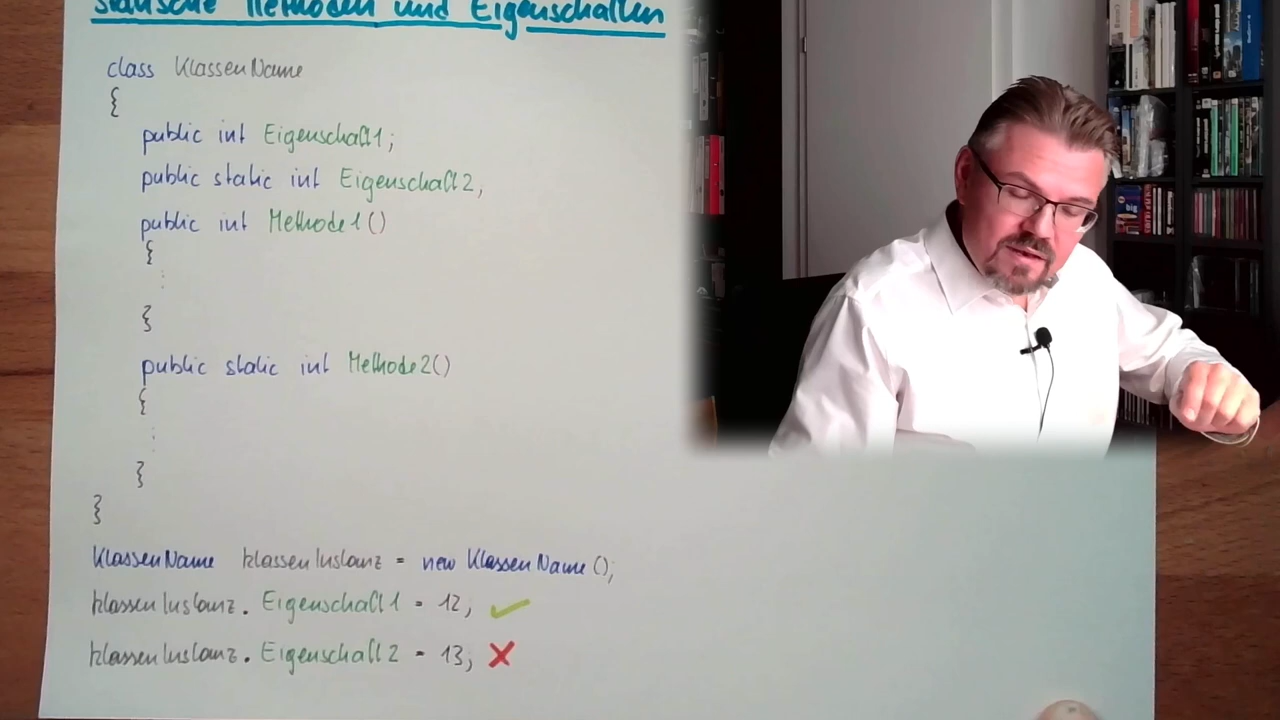 statische Methoden und Eigenschaften
class KlassenName
{
public int Eigenschaft1;
public static int Eigenschaft2;
public int Methode1()
{
⋮
}
public static int Methode2()
{
⋮
}
}
KlassenName klassenInstanz = new KlassenName();
klassenInstanz. Eigenschaft1 = 12;
klassenInstanz. Eigenschaft2 = 13;
big